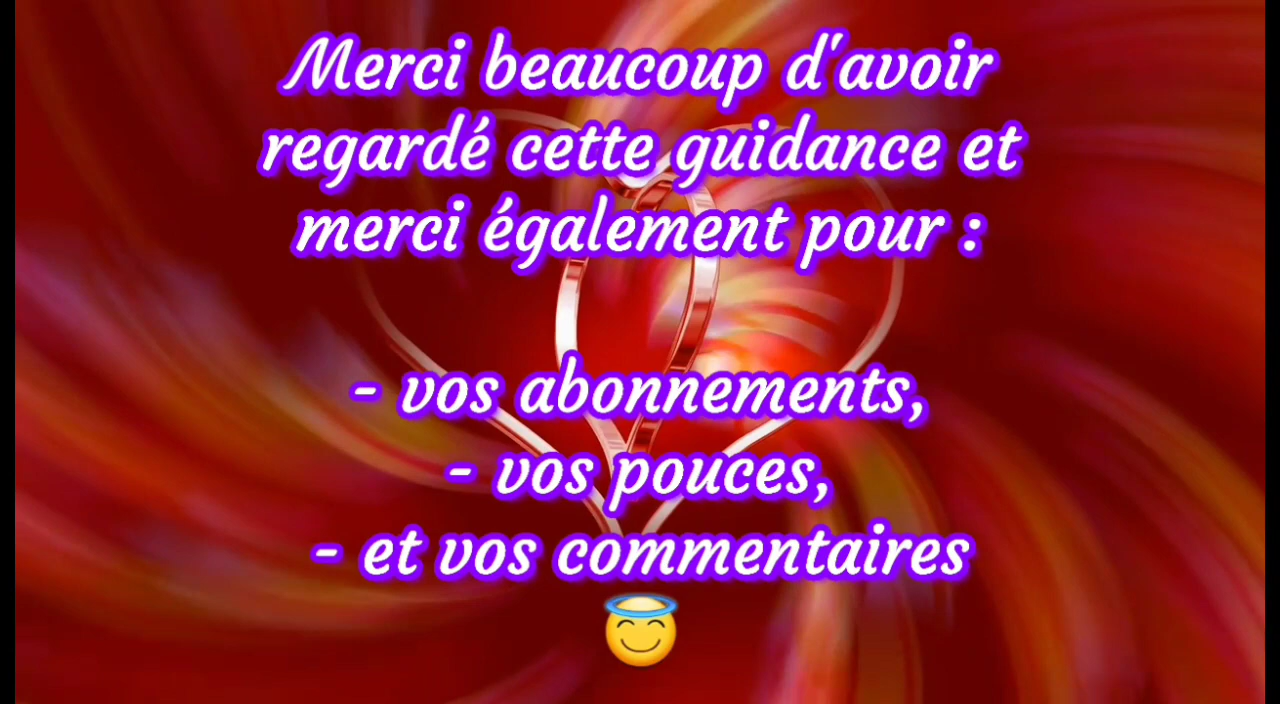 Merci beaucoup d'avoir
regardé cette guidance et
merci également pour :
- vos abonnements,
- vos pouces,
- et vos commentaires